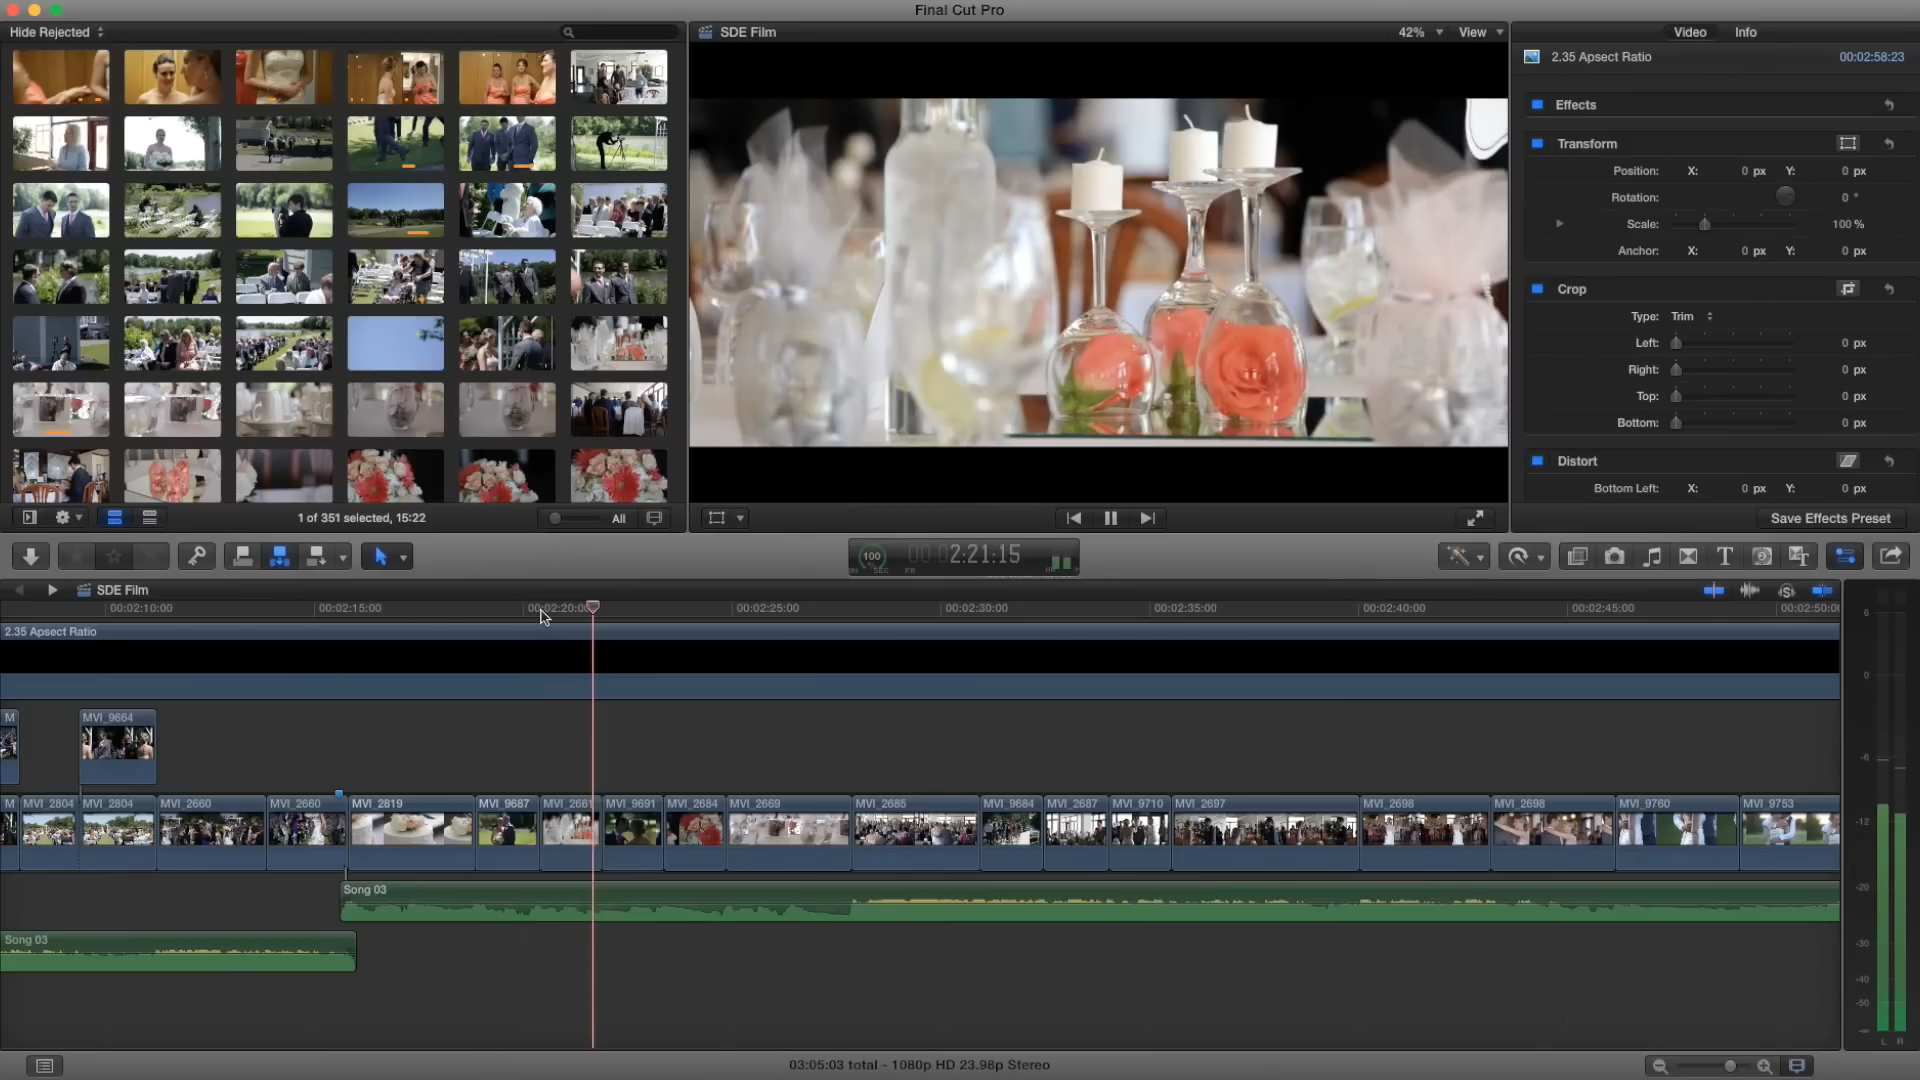 Final Cut Pro
Hide Rejected
SDE Film
42%
View
Video
Info
2.35 Apsect Ratio
00:02:58:23
Effects
Transform
Position: X: 0 px Y: 0 px
Rotation: 0 °
Scale: 100 %
Anchor: X: 0 px Y: 0 px
Crop
Type: Trim
Left: 0 px
Right: 0 px
Top: 0 px
Bottom: 0 px
Distort
Bottom Left: X: 0 px Y: 0 px
1 of 351 selected, 15:22
All
Save Effects Preset
100
2:21:15
SDE Film
00:02:10:00 00:02:15:00 00:02:20:00 00:02:25:00 00:02:30:00 00:02:35:00 00:02:40:00 00:02:45:00 00:02:50:00
2.35 Apsect Ratio
M MVI_9664
M MVI_2804 MVI_2804 MVI_2660 MVI_2660 MVI_2819 MVI_9687 MVI_2661 MVI_9691 MVI_2684 MVI_2669 MVI_2685 MVI_9684 MVI_2687 MVI_9710 MVI_2697 MVI_2698 MVI_2698 MVI_9760 MVI_9753
Song 03
Song 03
6
0
-6
-12
-20
-30
-40
-50
-∞
L R
03:05:03 total - 1080p HD 23.98p Stereo